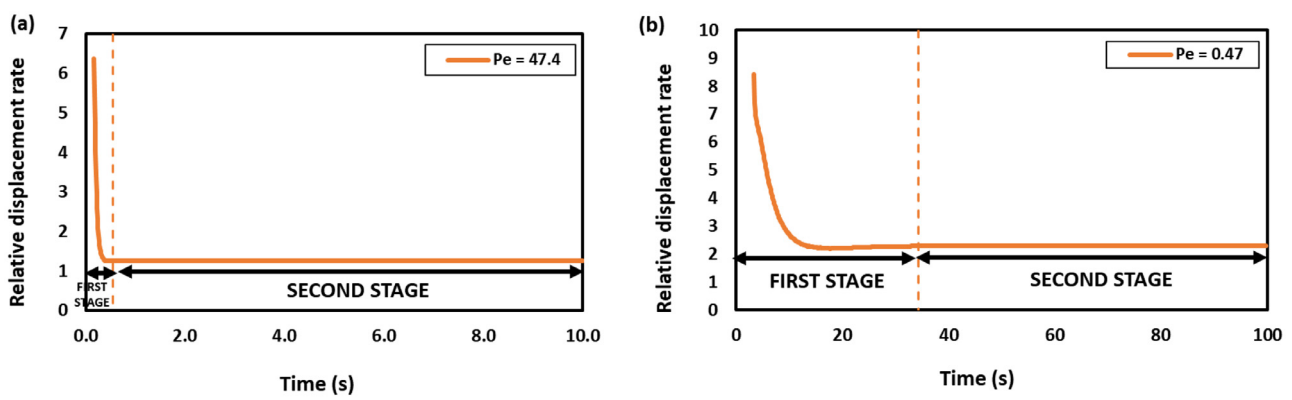 (a)
Relative displacement rate
7
6
5
4
3
2
1
0
Pe = 47.4
FIRST
STAGE
SECOND STAGE
0.0 2.0 4.0 6.0 8.0 10.0
Time (s)
(b)
Relative displacement rate
10
9
8
7
6
5
4
3
2
1
0
Pe = 0.47
FIRST STAGE
SECOND STAGE
0 20 40 60 80 100
Time (s)